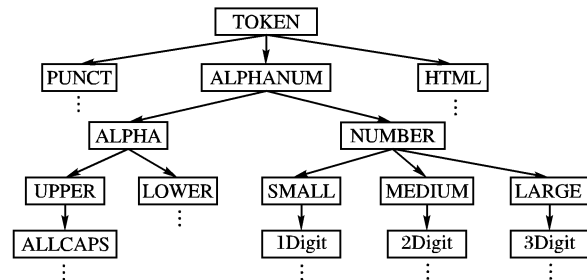 TOKEN
PUNCT ALPHANUM HTML
ALPHA NUMBER
UPPER LOWER SMALL MEDIUM LARGE
ALLCAPS 1Digit 2Digit 3Digit